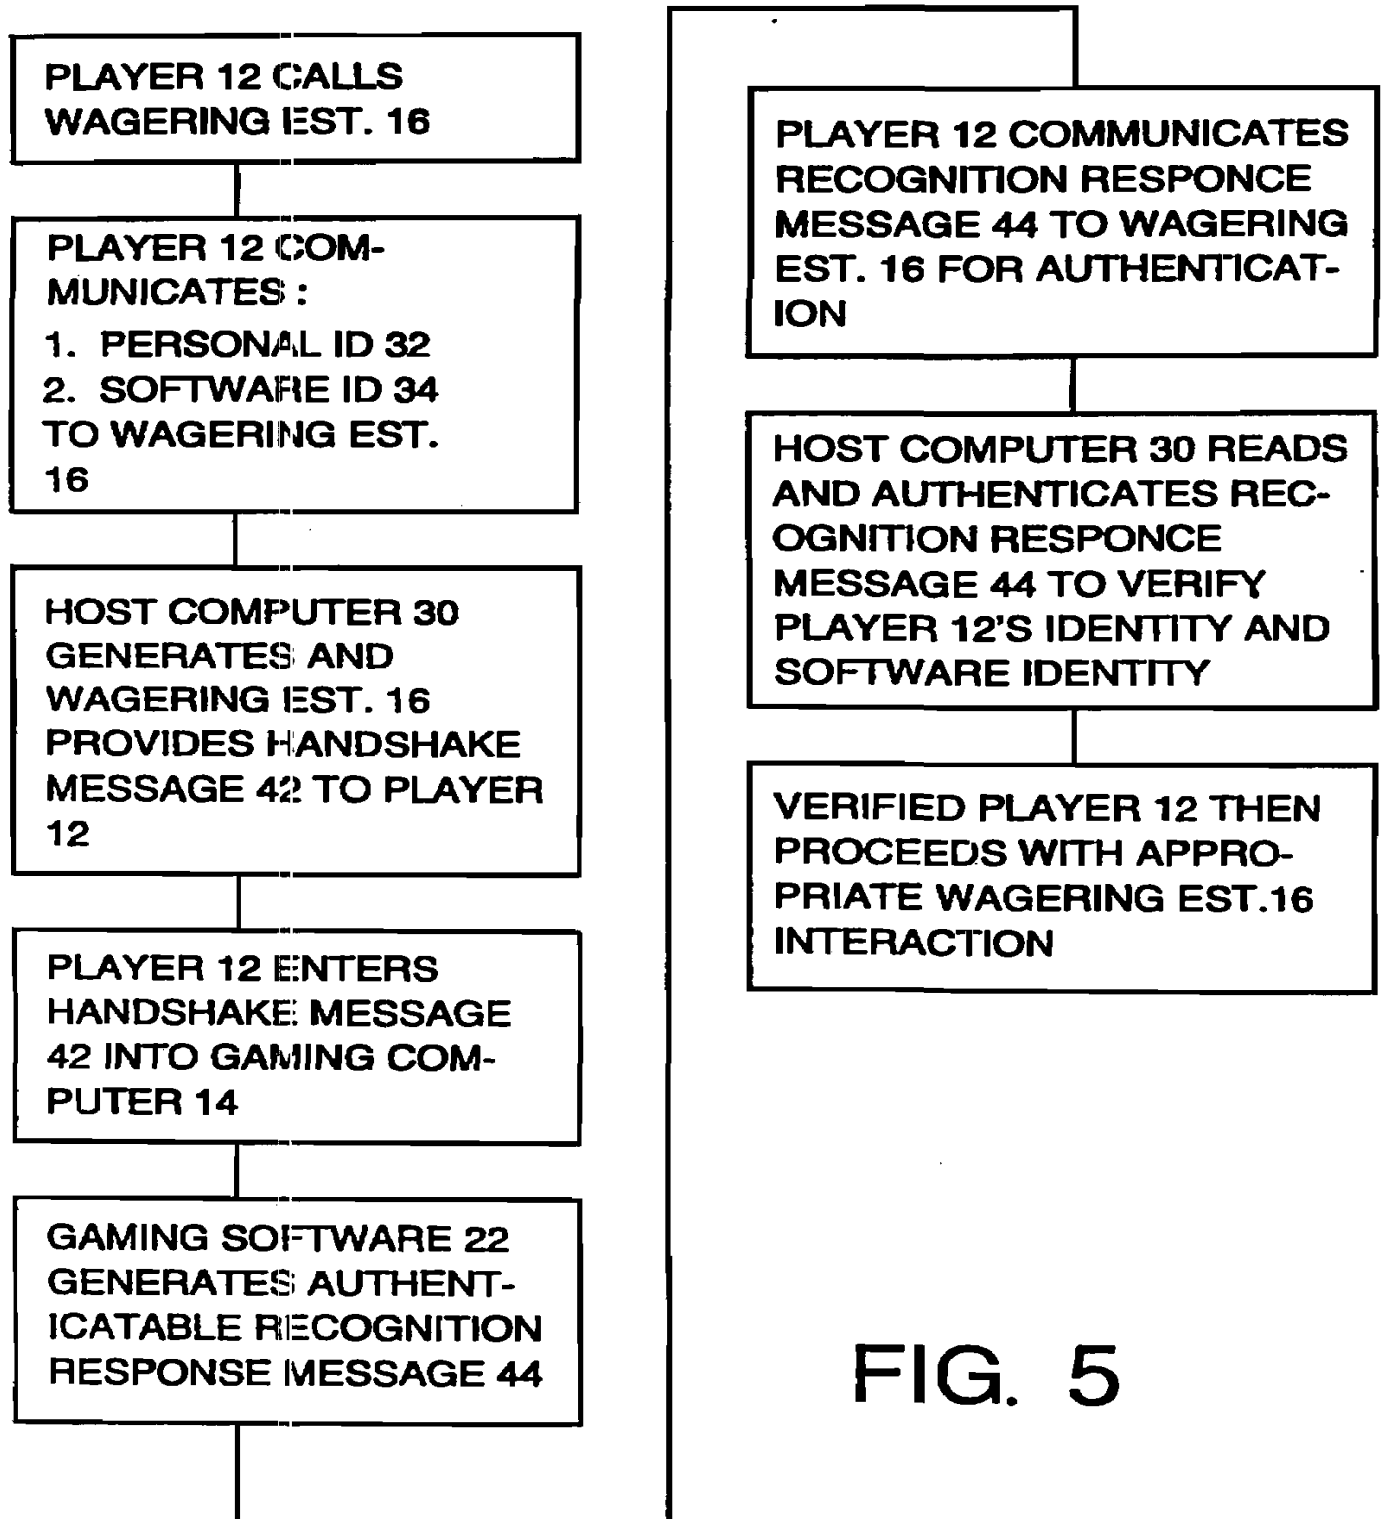 PLAYER 12 CALLS
WAGERING EST. 16
PLAYER 12 COM-
MUNICATES :
1. PERSONAL ID 32
2. SOFTWARE ID 34
TO WAGERING EST.
16
HOST COMPUTER 30
GENERATES AND
WAGERING EST. 16
PROVIDES HANDSHAKE
MESSAGE 42 TO PLAYER
12
PLAYER 12 ENTERS
HANDSHAKE MESSAGE
42 INTO GAMING COM-
PUTER 14
GAMING SOFTWARE 22
GENERATES AUTHENT-
ICATABLE RECOGNITION
RESPONSE MESSAGE 44
PLAYER 12 COMMUNICATES
RECOGNITION RESPONCE
MESSAGE 44 TO WAGERING
EST. 16 FOR AUTHENTICAT-
ION
HOST COMPUTER 30 READS
AND AUTHENTICATES REC-
OGNITION RESPONCE
MESSAGE 44 TO VERIFY
PLAYER 12'S IDENTITY AND
SOFTWARE IDENTITY
VERIFIED PLAYER 12 THEN
PROCEEDS WITH APPRO-
PRIATE WAGERING EST.16
INTERACTION
FIG. 5